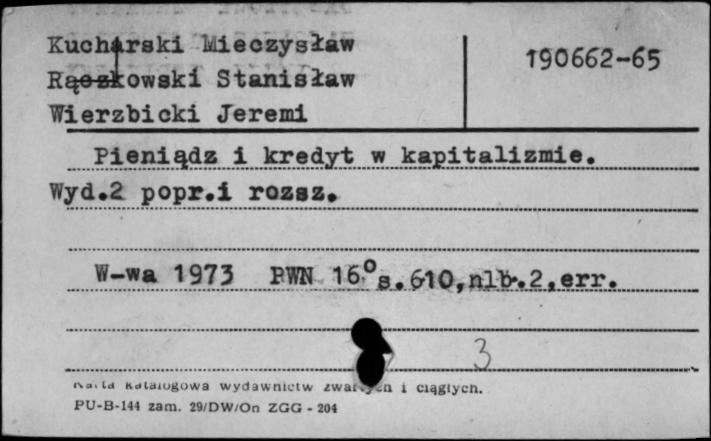 Kucharski Mieczysław
190662-65
Rączkowski Stanisław
Wierzbicki Jeremi
Pieniądz i kredyt w kapitalizmie.
Wyd.2 popr.i rozsz.
W-wa 1973 PWN 16° s.610,nlb.2,err.
3
Karta katalogowa wydawnictw zwartych i ciągłych.
PU-B-144 zam. 29/DW/On ZGG - 204